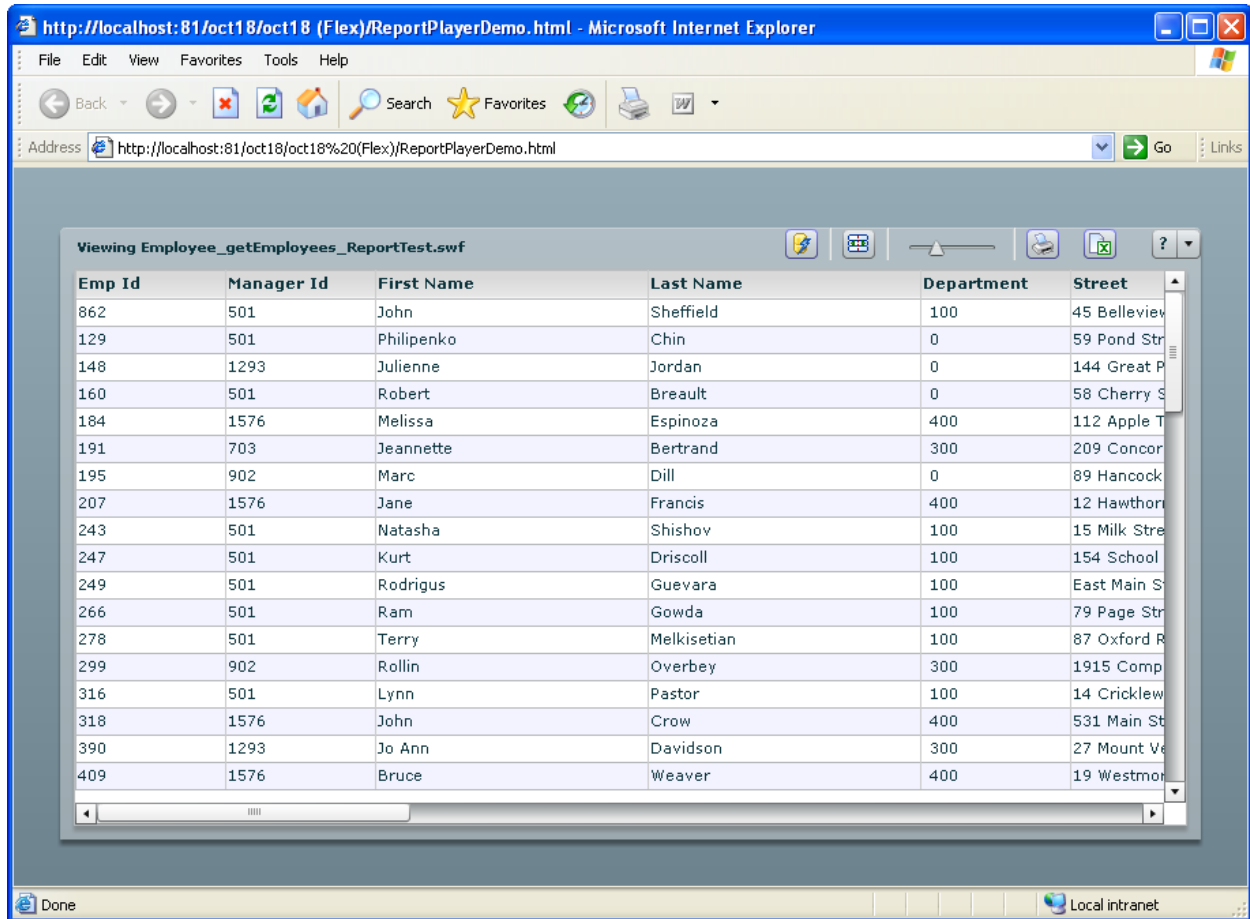 http://localhost:81/oct18/oct18 (Flex)/ReportPlayerDemo.html - Microsoft Internet Explorer
File Edit View Favorites Tools Help
Back Search Favorites
Address http://localhost:81/oct18/oct18%20(Flex)/ReportPlayerDemo.html Go Links
Viewing Employee_getEmployees_ReportTest.swf ?
Emp Id Manager Id First Name Last Name Department Street
862 501 John Sheffield 100 45 Belleview
129 501 Philipenko Chin 0 59 Pond Str
148 1293 Julienne Jordan 0 144 Great P
160 501 Robert Breault 0 58 Cherry S
184 1576 Melissa Espinoza 400 112 Apple T
191 703 Jeannette Bertrand 300 209 Concor
195 902 Marc Dill 0 89 Hancock
207 1576 Jane Francis 400 12 Hawthorn
243 501 Natasha Shishov 100 15 Milk Stre
247 501 Kurt Driscoll 100 154 School
249 501 Rodrigus Guevara 100 East Main S
266 501 Ram Gowda 100 79 Page Str
278 501 Terry Melkisetian 100 87 Oxford R
299 902 Rollin Overbey 300 1915 Comp
316 501 Lynn Pastor 100 14 Cricklew
318 1576 John Crow 400 531 Main St
390 1293 Jo Ann Davidson 300 27 Mount Ve
409 1576 Bruce Weaver 400 19 Westmor
Done Local intranet